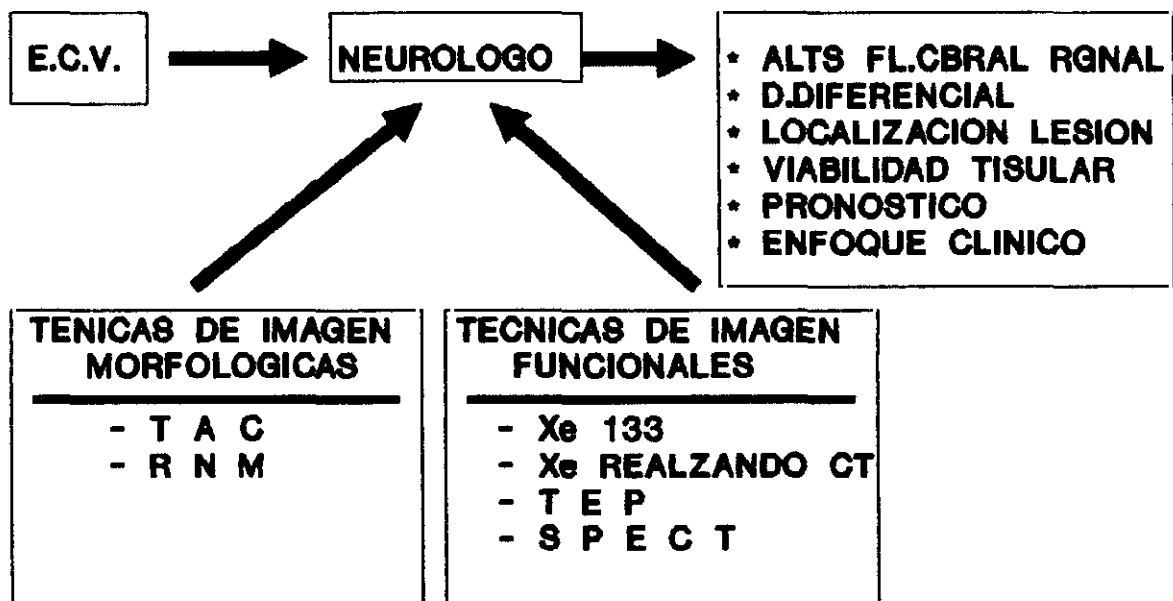 E.C.V.
NEUROLOGO
* ALTS FL.CBRAL RGNAL
* D.DIFERENCIAL
* LOCALIZACION LESION
* VIABILIDAD TISULAR
* PRONOSTICO
* ENFOQUE CLINICO
TENICAS DE IMAGEN
MORFOLOGICAS
- T A C
- R N M
TECNICAS DE IMAGEN
FUNCIONALES
- Xe 133
- Xe REALZANDO CT
- T E P
- S P E C T